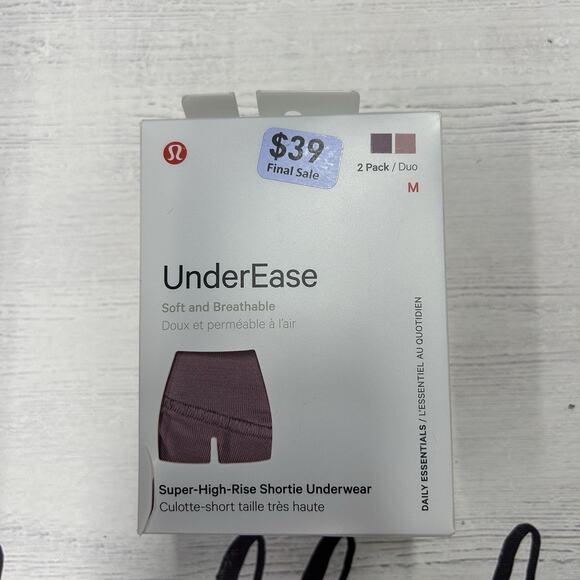 $39
Final Sale
2 Pack / Duo
M
UnderEase
Soft and Breathable
Doux et perméable à l'air
DAILY ESSENTIALS / L'ESSENTIEL AU QUOTIDIEN
Super-High-Rise Shortie Underwear
Culotte-short taille très haute